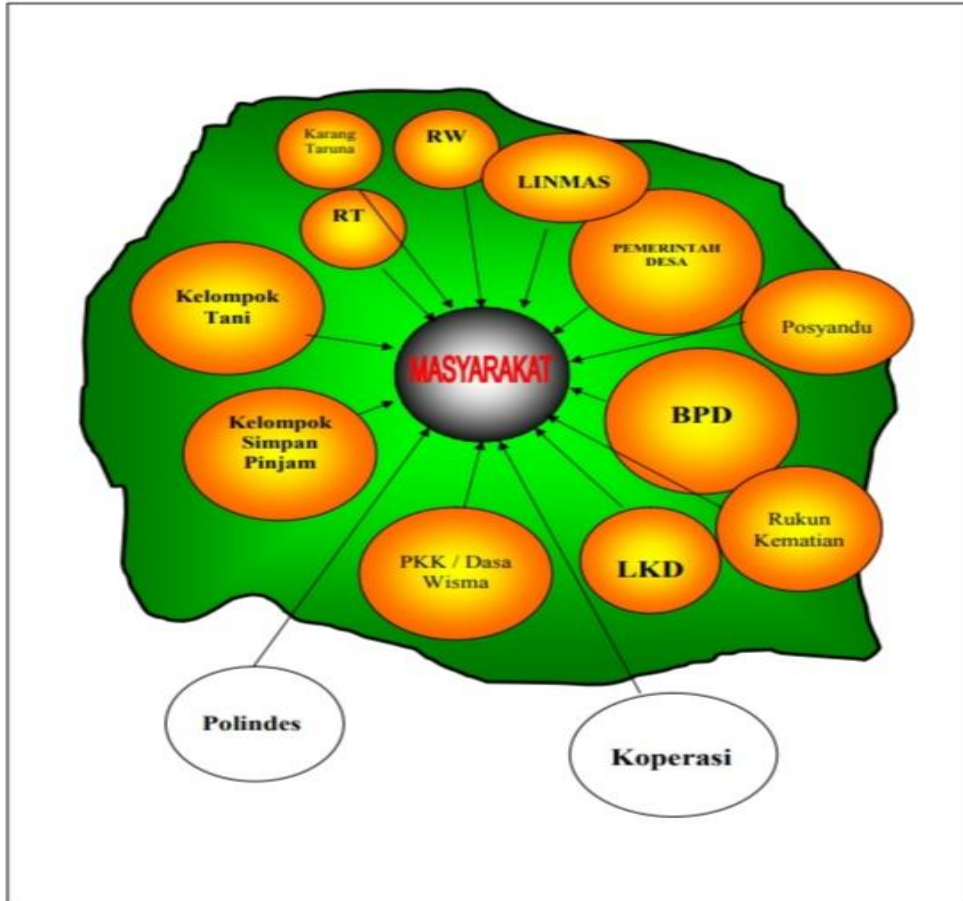 Karang
Taruna
RW
LINMAS
RT
PEMERINTAH
DESA
Kelompok
Tani
Posyandu
MASYARAKAT
BPD
Kelompok
Simpan
Pinjam
Rukun
Kematian
PKK / Dasa
Wisma
LKD
Polindes
Koperasi